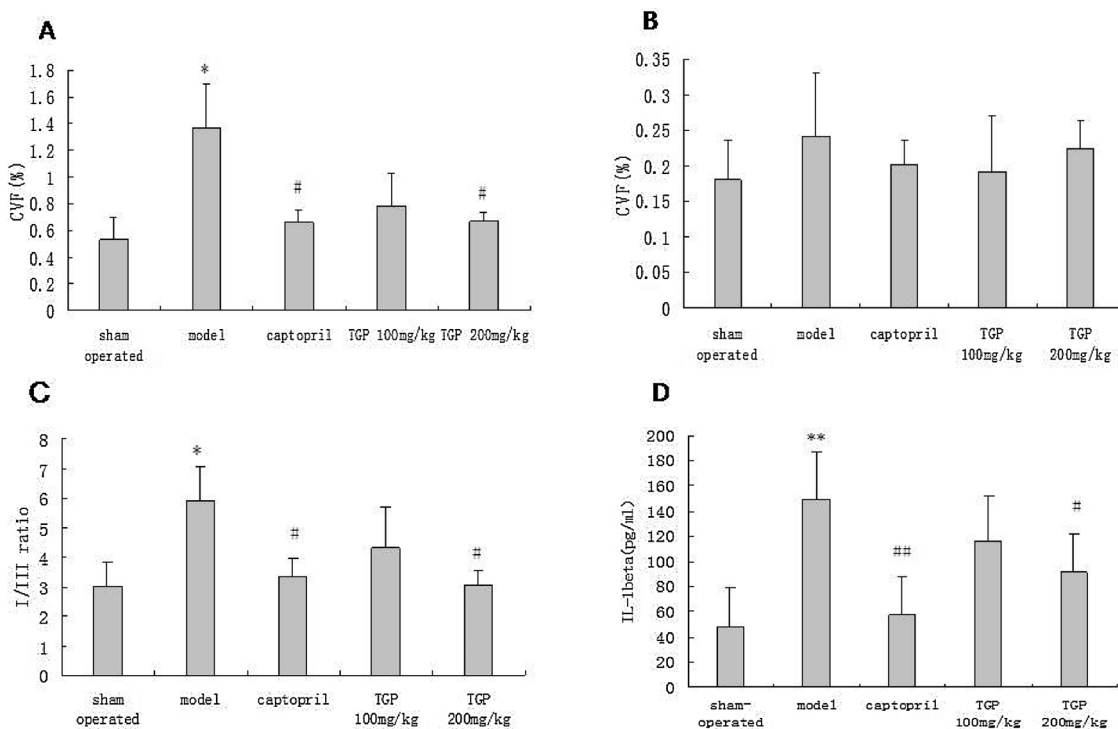 A
CVF(%)
1.8
1.6
1.4
1.2
1
0.8
0.6
0.4
0.2
0
*
#
#
sham operated
model
captopril
TGP 100mg/kg
TGP 200mg/kg
B
CVF(%)
0.35
0.3
0.25
0.2
0.15
0.1
0.05
0
sham operated
model
captopril
TGP 100mg/kg
TGP 200mg/kg
C
I/III ratio
8
7
6
5
4
3
2
1
0
*
#
#
sham operated
model
captopril
TGP 100mg/kg
TGP 200mg/kg
D
IL-1beta(pg/ml)
200
180
160
140
120
100
80
60
40
20
0
**
##
#
sham-operated
model
captopril
TGP 100mg/kg
TGP 200mg/kg